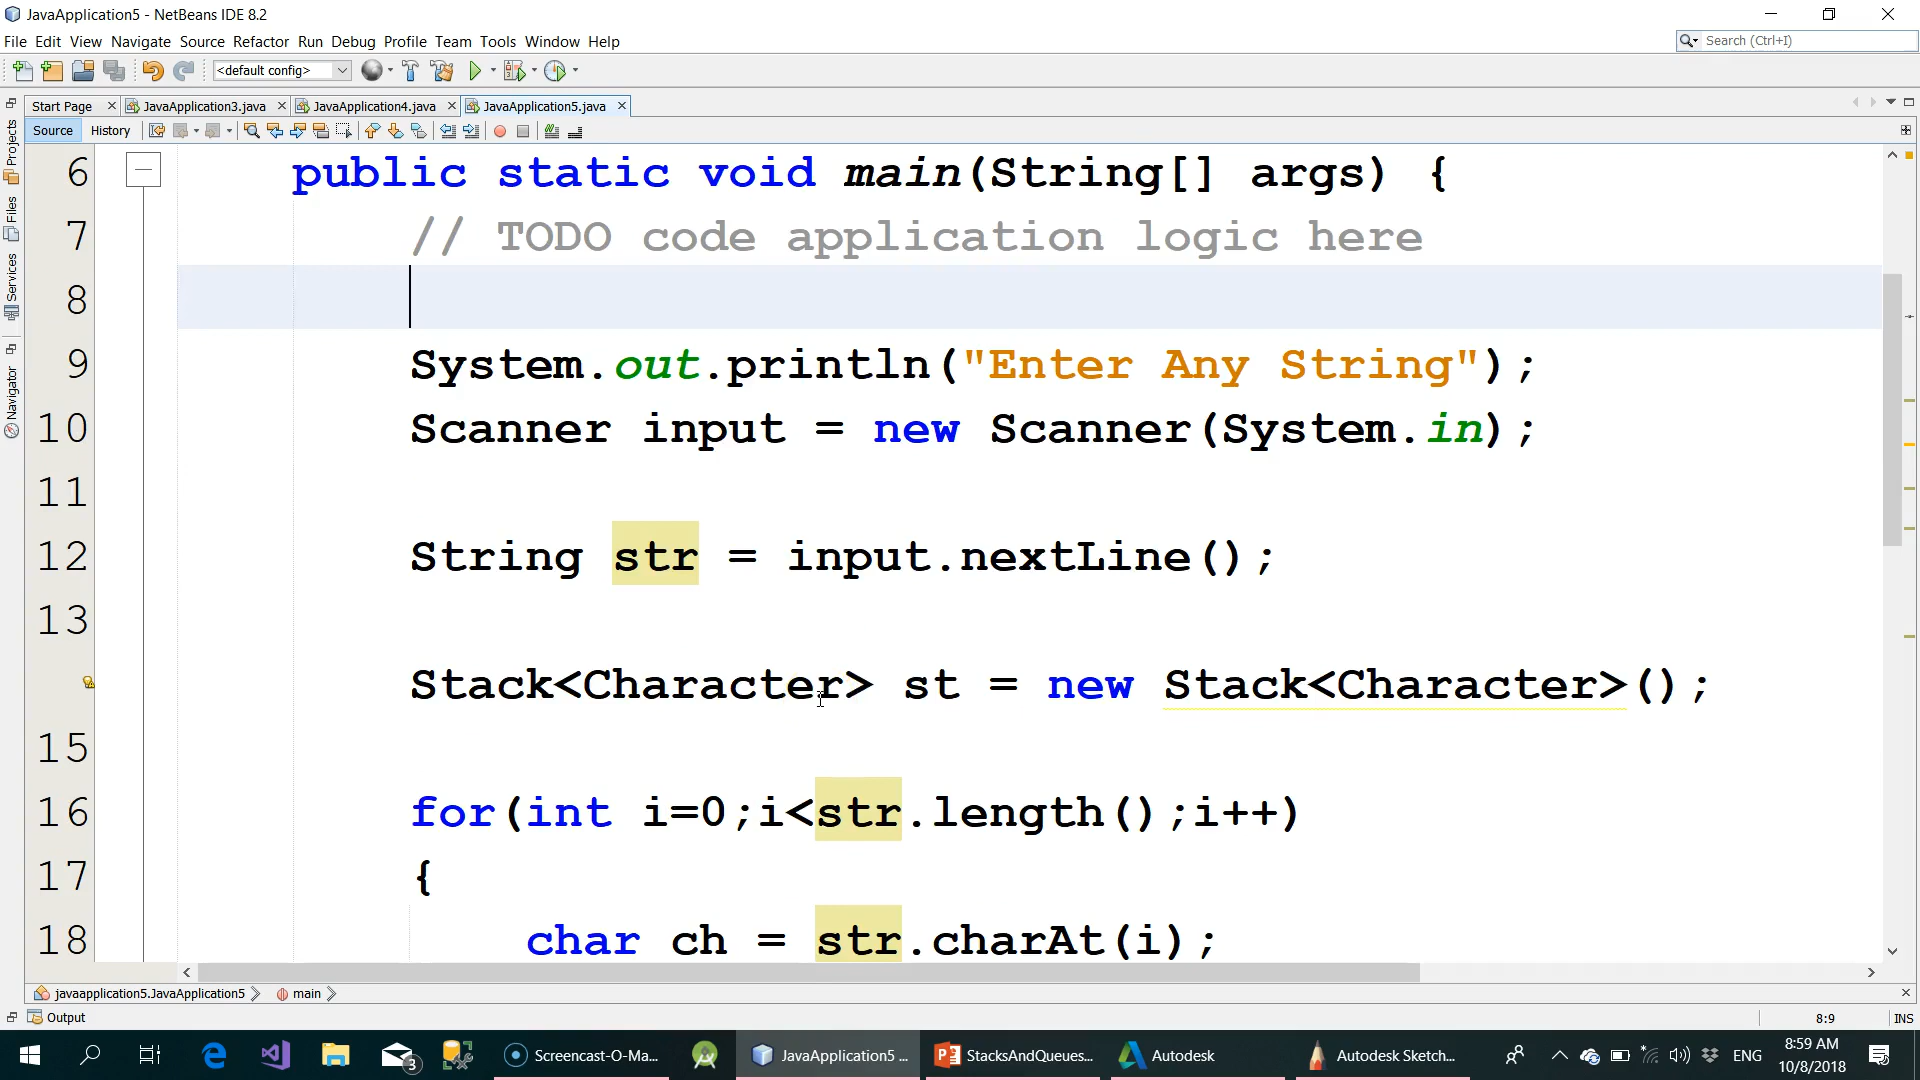 JavaApplication5 - NetBeans IDE 8.2
File Edit View Navigate Source Refactor Run Debug Profile Team Tools Window Help
Search (Ctrl+I)
<default config>
Start Page JavaApplication3.java JavaApplication4.java JavaApplication5.java
Source History
Projects
Files
Services
Navigator
6 public static void main(String[] args) {
7 // TODO code application logic here
8
9 System.out.println("Enter Any String");
10 Scanner input = new Scanner(System.in);
11
12 String str = input.nextLine();
13
Stack<Character> st = new Stack<Character>();
15
16 for(int i=0;i<str.length();i++)
17 {
18 char ch = str.charAt(i);
javaapplication5.JavaApplication5 main
Output
8:9 INS
3 Screencast-O-Ma... JavaApplication5 ... StacksAndQueues... Autodesk Autodesk Sketch... ENG 8:59 AM
10/8/2018